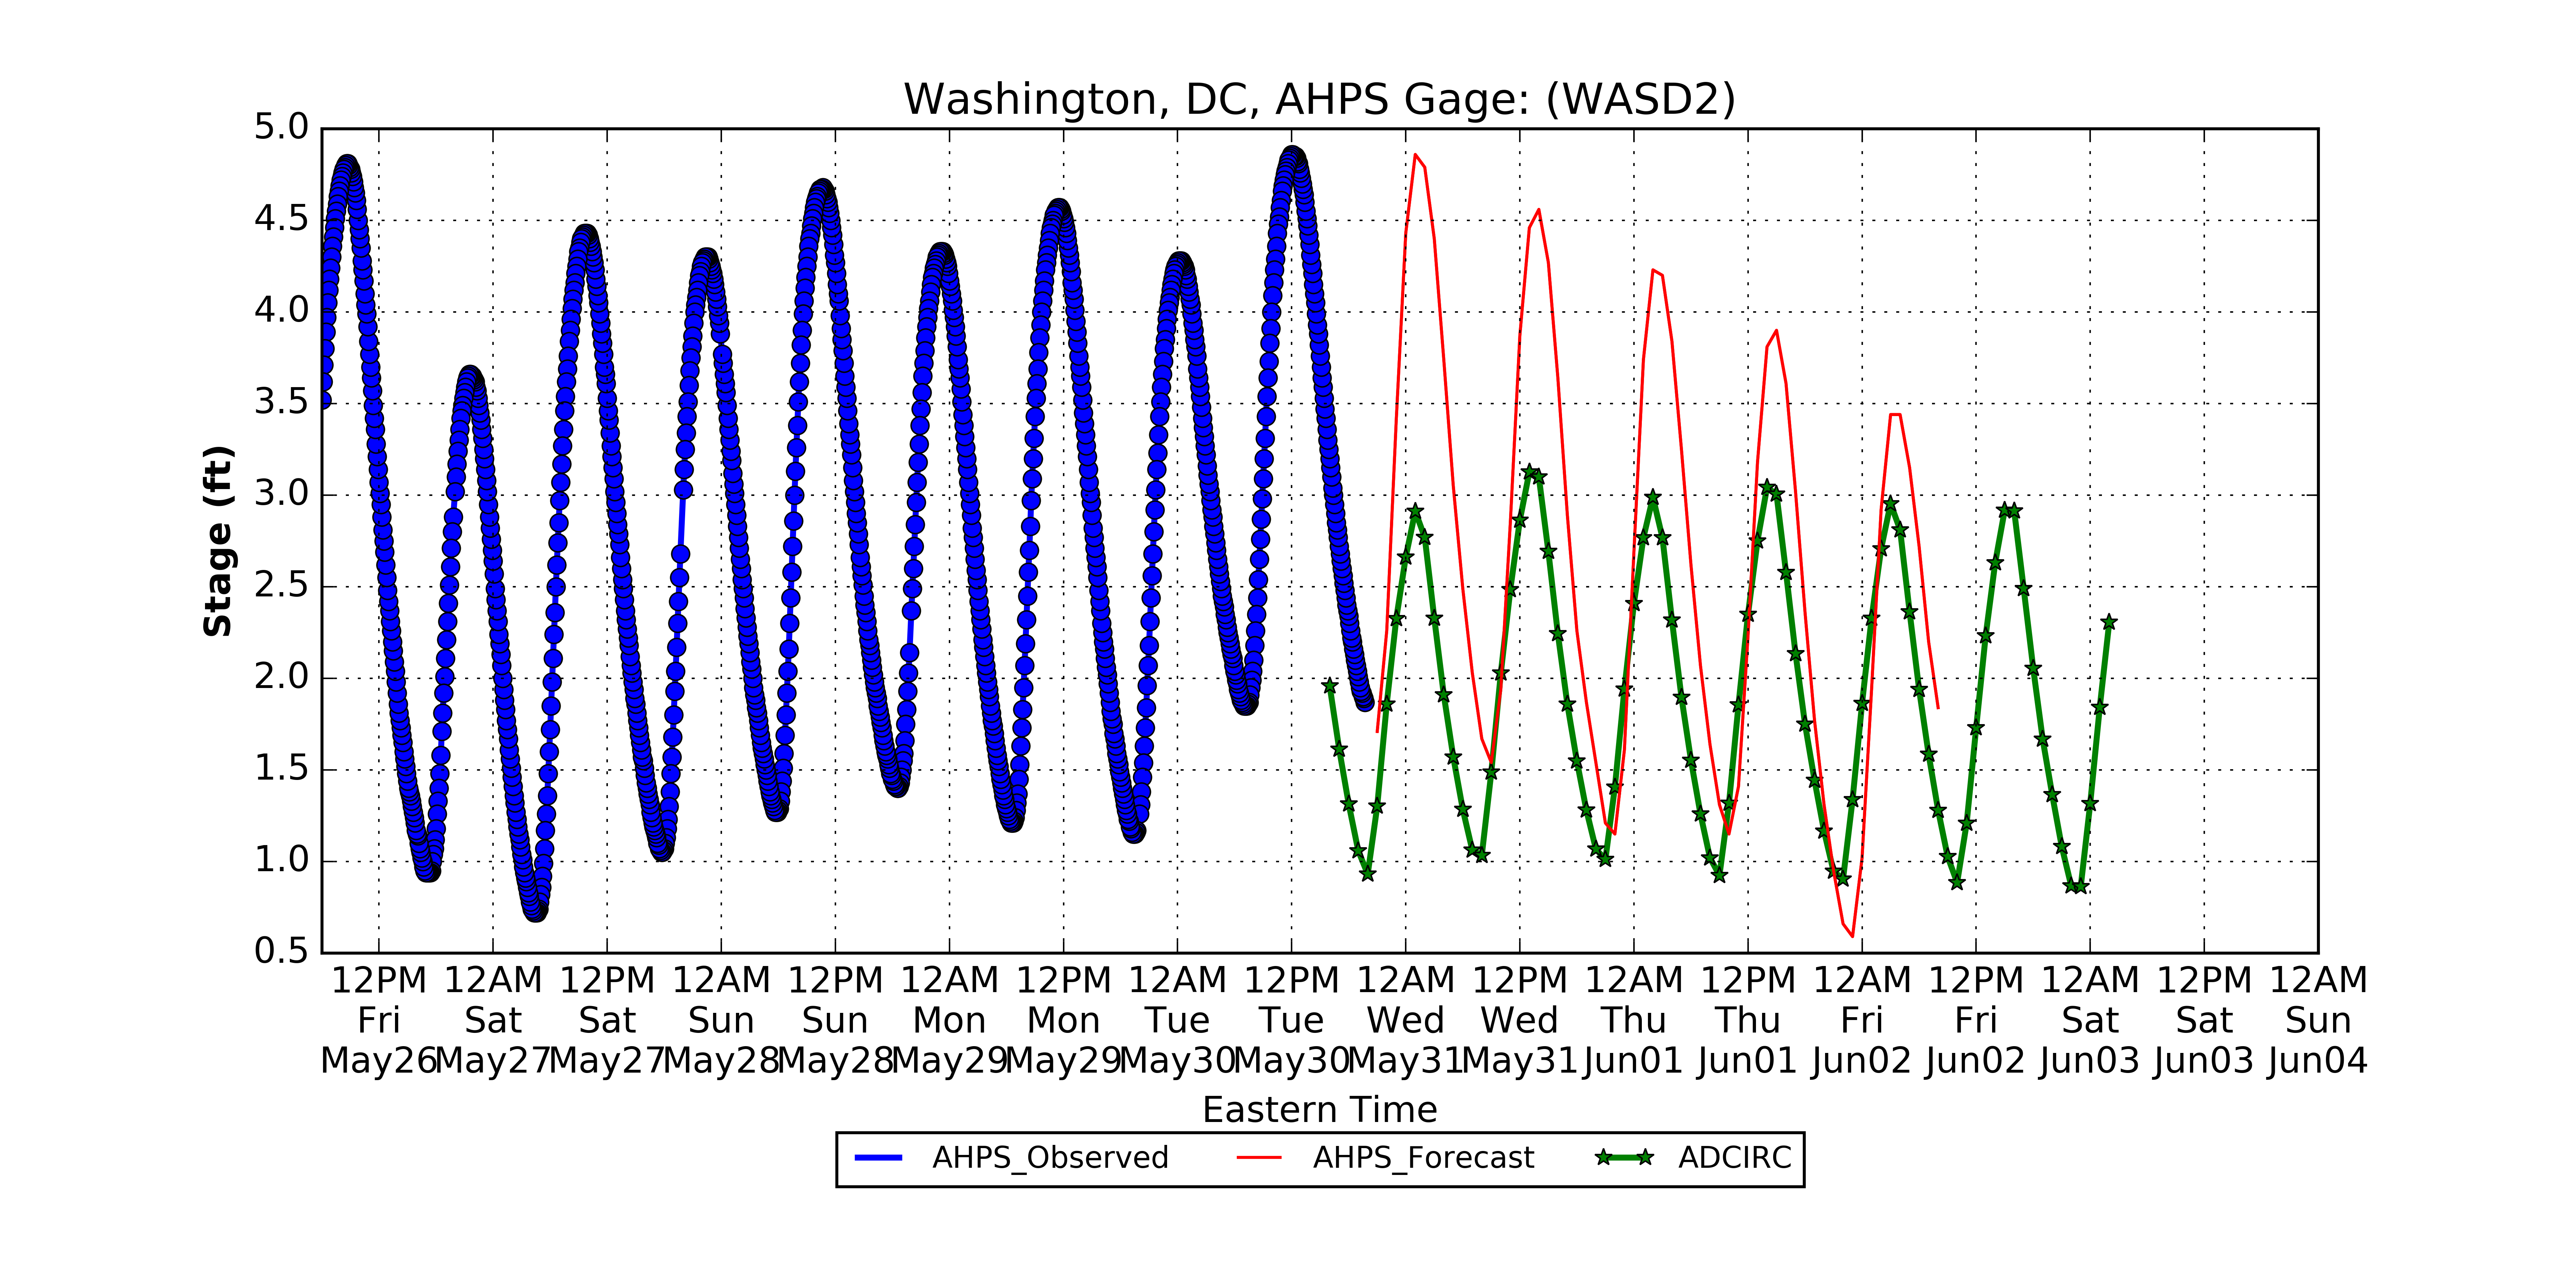 Washington, DC, AHPS Gage: (WASD2)
5.0
4.5
4.0
3.5
3.0
2.5
2.0
1.5
1.0
0.5
Stage (ft)
12PM 12AM 12PM 12AM 12PM 12AM 12PM 12AM 12PM 12AM 12PM 12AM 12PM 12AM 12PM 12AM 12PM 12AM
Fri Sat Sat Sun Sun Mon Mon Tue Tue Wed Wed Thu Thu Fri Fri Sat Sat Sun
May26 May27 May27 May28 May28 May29 May29 May30 May30 May31 May31 Jun01 Jun01 Jun02 Jun02 Jun03 Jun03 Jun04
Eastern Time
AHPS_Observed AHPS_Forecast ADCIRC